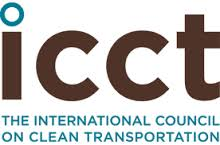 icct
THE INTERNATIONAL COUNCIL
ON CLEAN TRANSPORTATION